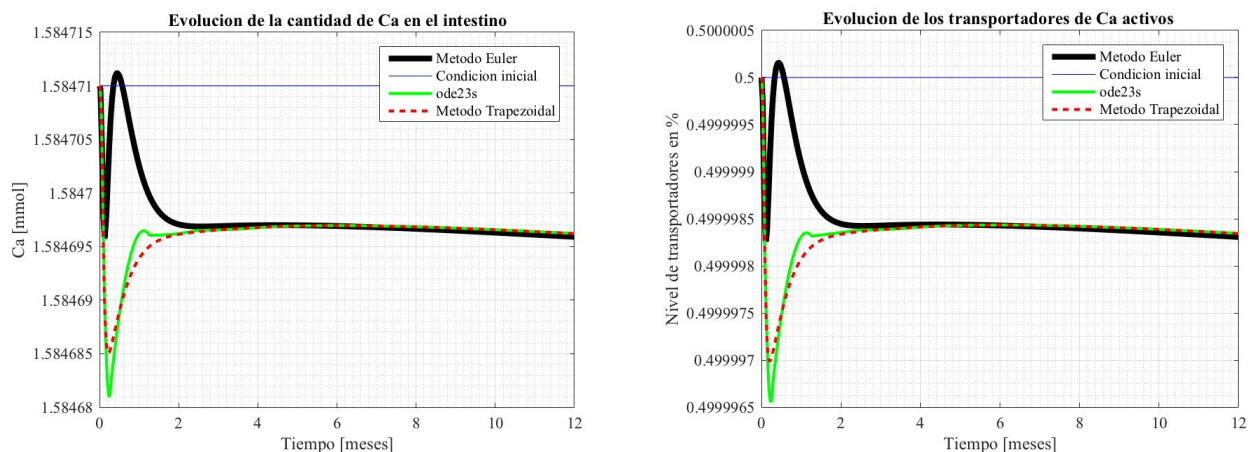 Evolucion de la cantidad de Ca en el intestino
1.584715
1.58471
1.584705
1.5847
1.584695
1.58469
1.584685
1.58468
Ca [mmol]
Metodo Euler
Condicion inicial
ode23s
Metodo Trapezoidal
0 2 4 6 8 10 12
Tiempo [meses]
Evolucion de los transportadores de Ca activos
0.5000005
0.5
0.4999995
0.499999
0.4999985
0.499998
0.4999975
0.499997
0.4999965
Nivel de transportadores en %
Metodo Euler
Condicion inicial
ode23s
Metodo Trapezoidal
0 2 4 6 8 10 12
Tiempo [meses]